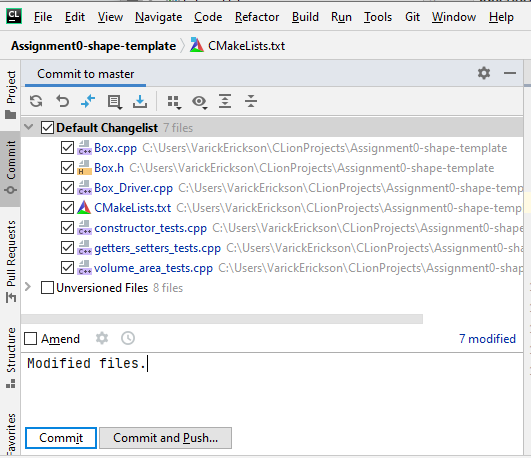 CL File Edit View Navigate Code Refactor Build Run Tools Git Window Help
Assignment0-shape-template CMakeLists.txt
Project
Commit
Pull Requests
Structure
Favorites
Commit to master
Default Changelist 7 files
Box.cpp C:\Users\VarickErickson\CLionProjects\Assignment0-shape-template
Box.h C:\Users\VarickErickson\CLionProjects\Assignment0-shape-template
Box_Driver.cpp C:\Users\VarickErickson\CLionProjects\Assignment0-shape-temp
CMakeLists.txt C:\Users\VarickErickson\CLionProjects\Assignment0-shape-temp
constructor_tests.cpp C:\Users\VarickErickson\CLionProjects\Assignment0-sha
getters_setters_tests.cpp C:\Users\VarickErickson\CLionProjects\Assignment0-
volume_area_tests.cpp C:\Users\VarickErickson\CLionProjects\Assignment0-shap
Unversioned Files 8 files
Amend 7 modified
Modified files.
Commit Commit and Push...